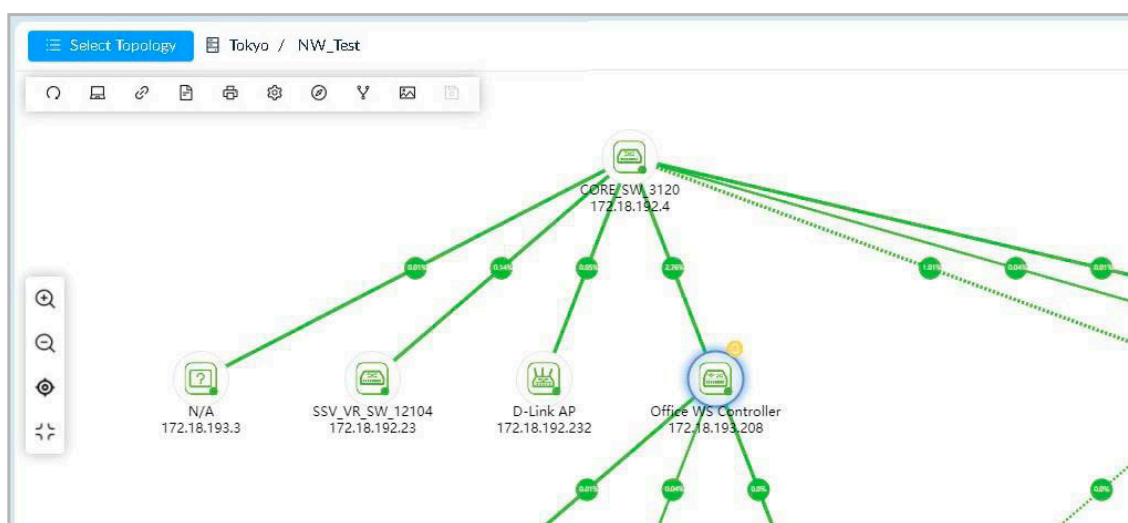 Select Topology
Tokyo / NW_Test
CORE_SW_3120
172.18.192.4
0.01%
0.14%
0.05%
2.76%
1.01%
0.04%
0.01%
N/A
172.18.193.3
SSV_VR_SW_12104
172.18.192.23
D-Link AP
172.18.192.232
Office WS Controller
172.18.193.208
0.01%
0.04%
0.0%
0.0%